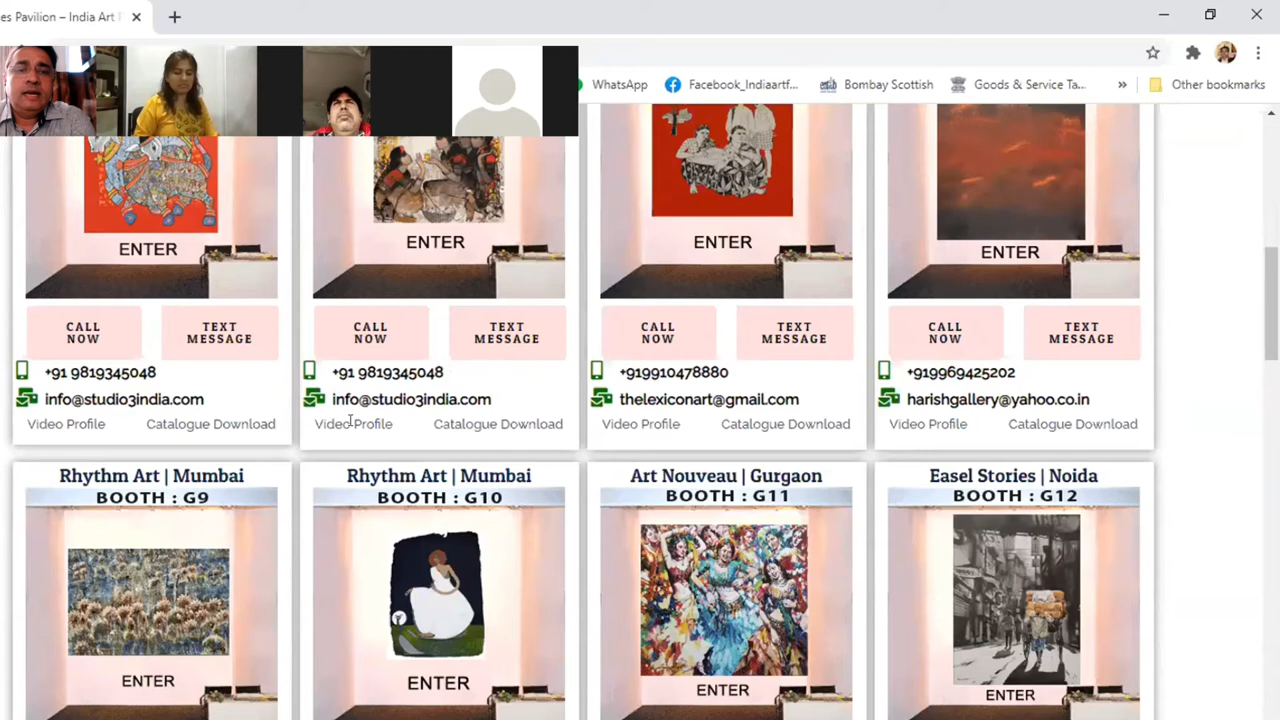 es Pavilion – India Art F
WhatsApp
Facebook_Indiaartf...
Bombay Scottish
Goods & Service Ta...
»
Other bookmarks
ENTER
ENTER
ENTER
ENTER
CALL NOW
TEXT MESSAGE
CALL NOW
TEXT MESSAGE
CALL NOW
TEXT MESSAGE
CALL NOW
TEXT MESSAGE
+91 9819345048
+91 9819345048
+919910478880
+919969425202
info@studio3india.com
info@studio3india.com
thelexiconart@gmail.com
harishgallery@yahoo.co.in
Video Profile
Catalogue Download
Video Profile
Catalogue Download
Video Profile
Catalogue Download
Video Profile
Catalogue Download
Rhythm Art | Mumbai
Rhythm Art | Mumbai
Art Nouveau | Gurgaon
Easel Stories | Noida
BOOTH : G9
BOOTH : G10
BOOTH : G11
BOOTH : G12
ENTER
ENTER
ENTER
ENTER